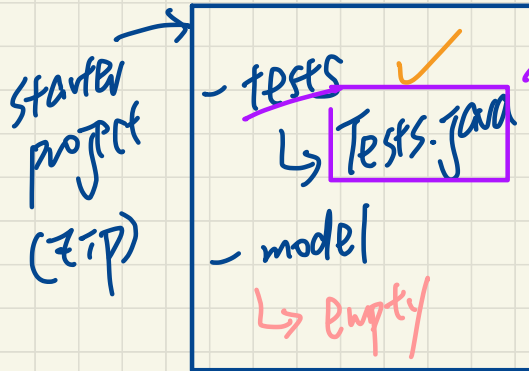 starter
project
(zip)
- tests
↳ Tests.java
- model
↳ empty